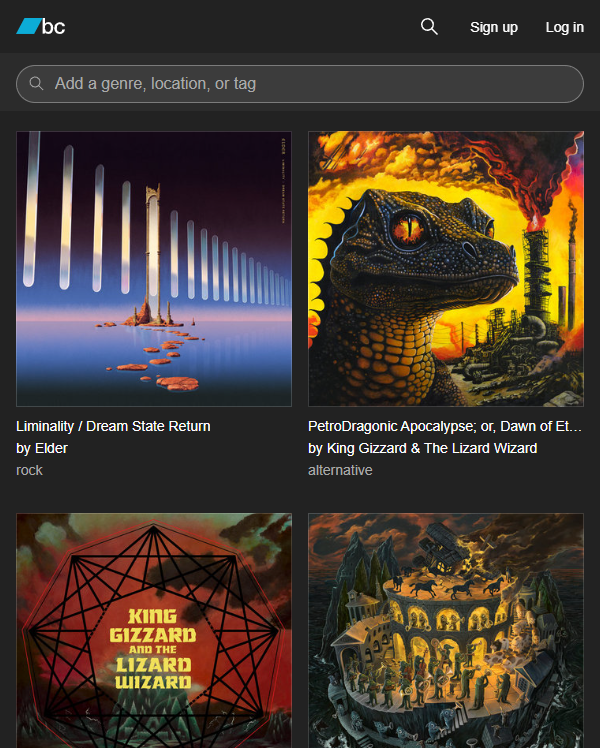 bc
Sign up
Log in
Add a genre, location, or tag
Liminality / Dream State Return
by Elder
rock
PetroDragonic Apocalypse; or, Dawn of Et...
by King Gizzard & The Lizard Wizard
alternative
KING
GIZZARD
AND THE
LIZARD
WIZARD